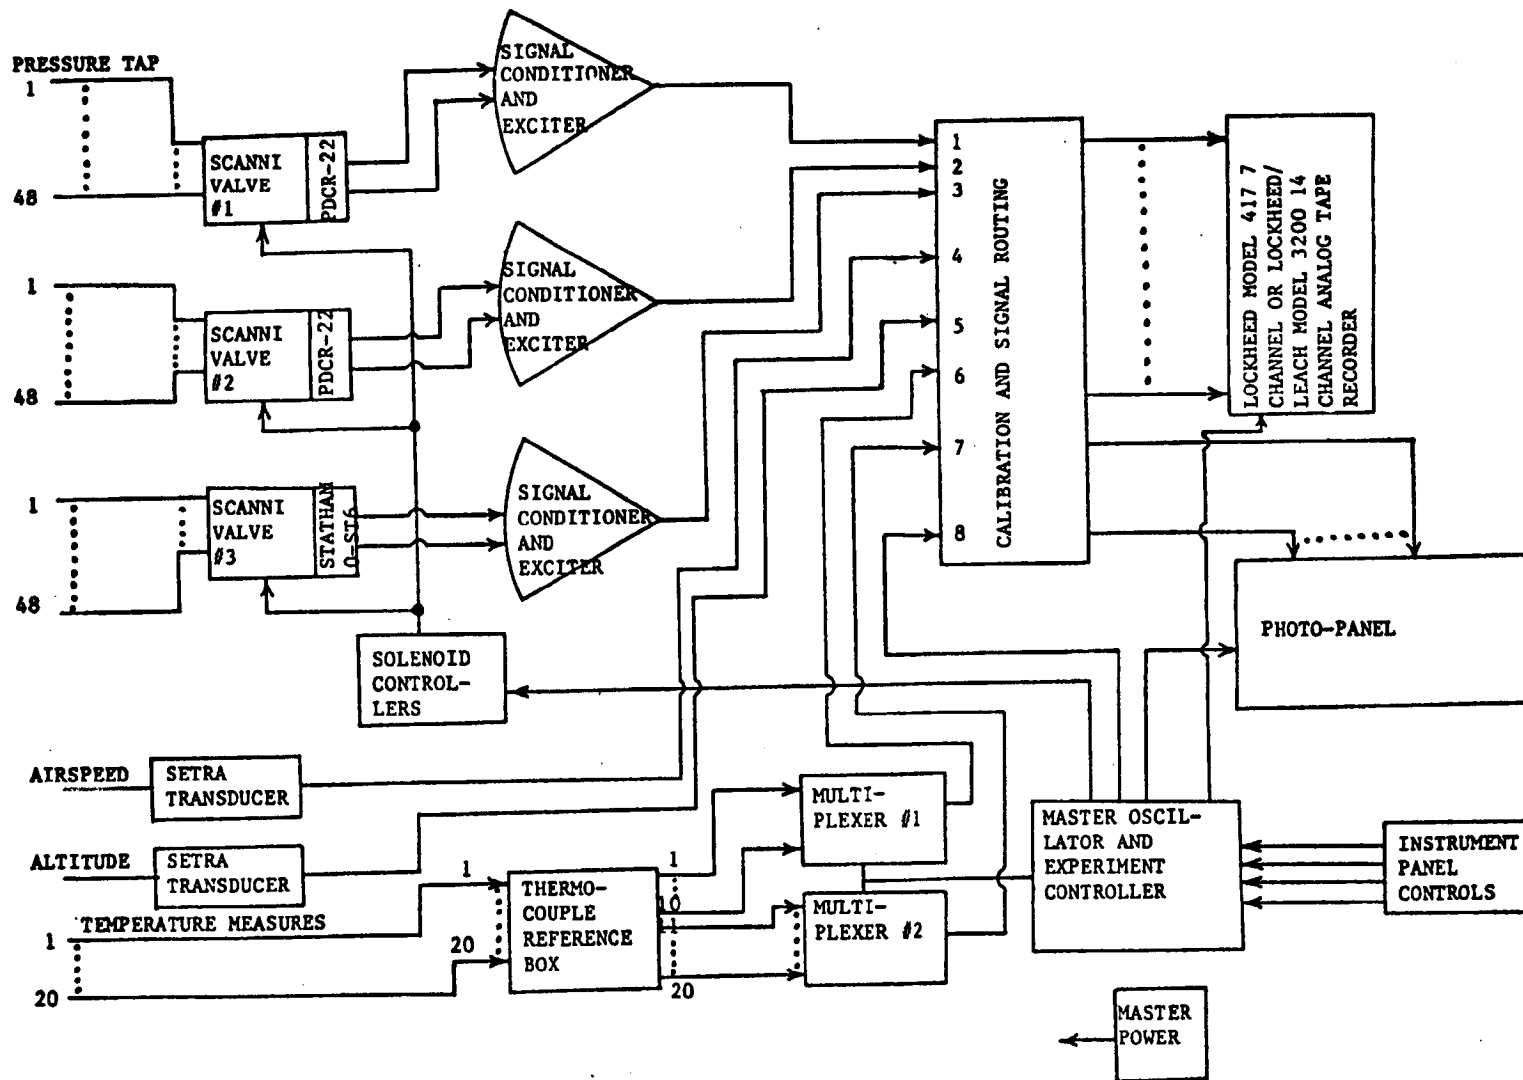 PRESSURE TAP
1
48
SCANNI
VALVE
#1
PDCR-22
SIGNAL
CONDITIONER
AND
EXCITER
1
48
SCANNI
VALVE
#2
PDCR-22
SIGNAL
CONDITIONER
AND
EXCITER
1
48
SCANNI
VALVE
#3
STATHAM
SIGNAL
CONDITIONER
AND
EXCITER
SOLENOID
CONTROL-
LERS
1
2
3
4
5
6
7
8
CALIBRATION AND SIGNAL ROUTING
LOCKHEED MODEL 417 7
CHANNEL OR LOCKHEED/
LEACH MODEL 3200 14
CHANNEL ANALOG TAPE
RECORDER
PHOTO-PANEL
AIRSPEED
SETRA
TRANSDUCER
ALTITUDE
SETRA
TRANSDUCER
TEMPERATURE MEASURES
1
20
1
20
THERMO-
COUPLE
REFERENCE
BOX
1
10
11
20
MULTI-
PLEXER #1
MULTI-
PLEXER #2
MASTER OSCIL-
LATOR AND
EXPERIMENT
CONTROLLER
INSTRUMENT
PANEL
CONTROLS
MASTER
POWER